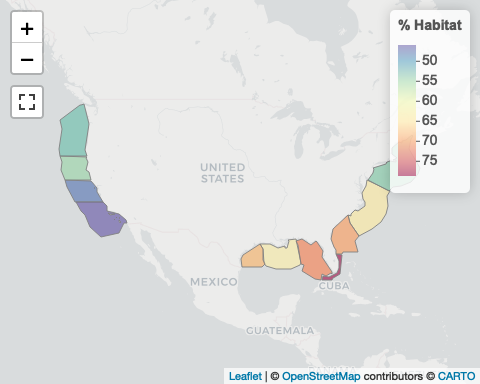 +
−
% Habitat
50
55
60
65
70
75
UNITED
STATES
MEXICO
CUBA
GUATEMALA
Leaflet | © OpenStreetMap contributors © CARTO